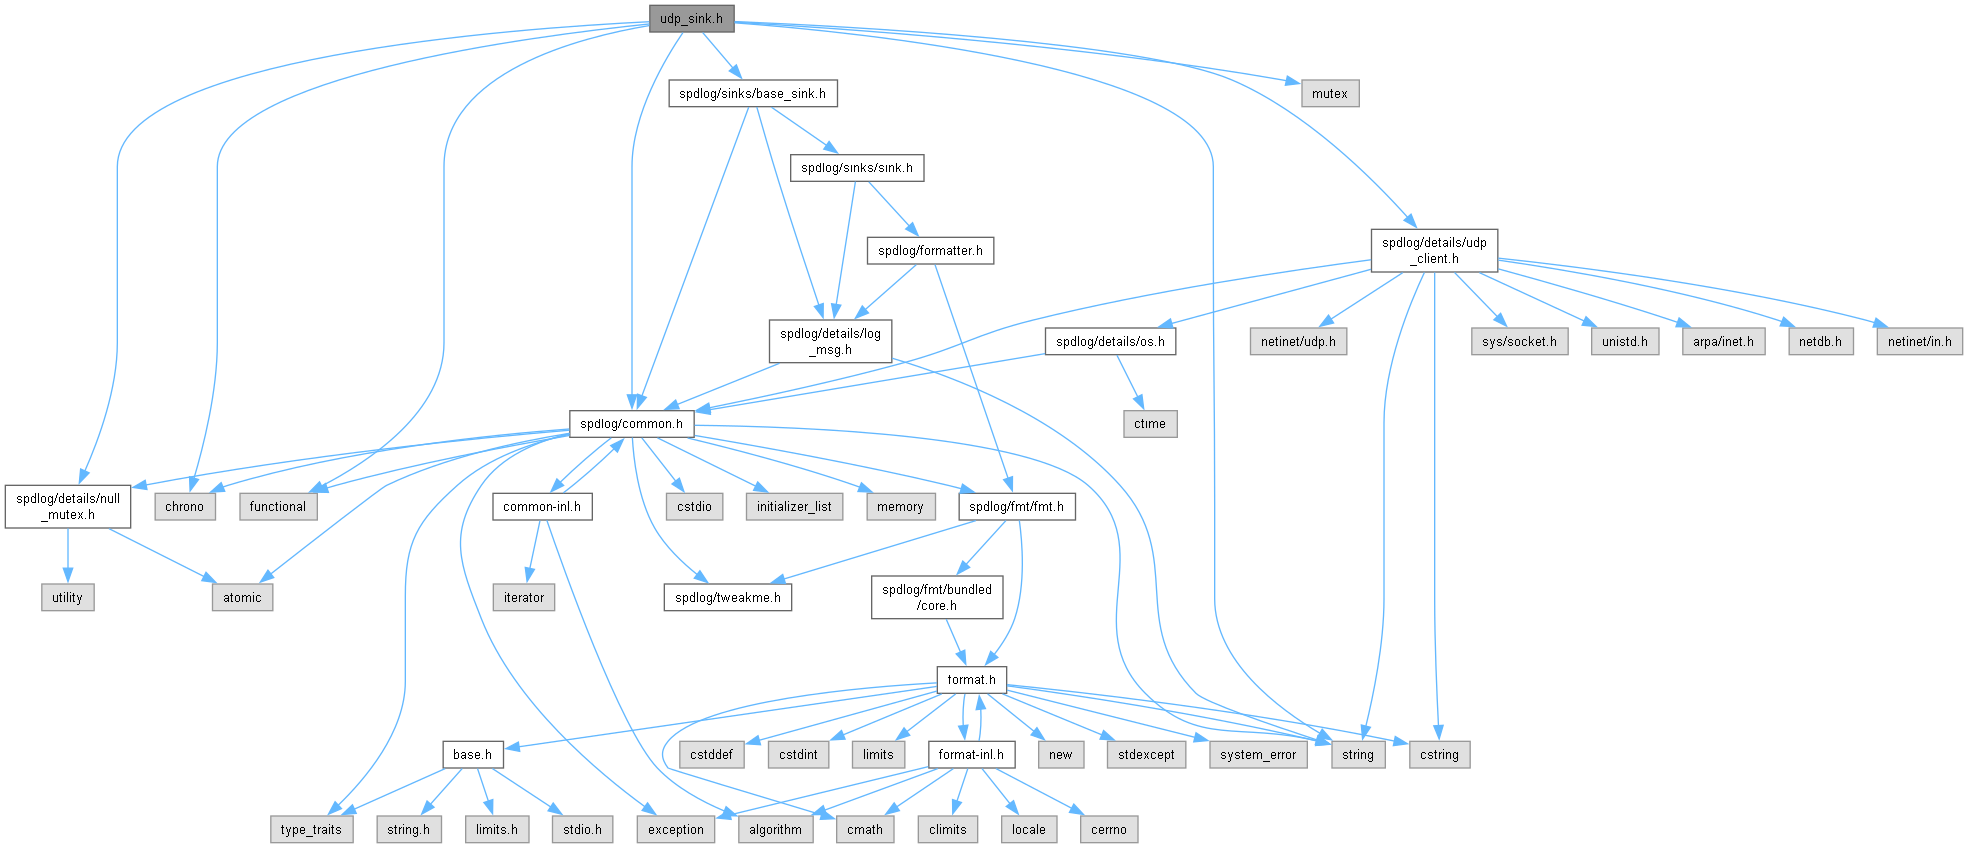 udp_sink.h
spdlog/sinks/base_sink.h
mutex
spdlog/sinks/sink.h
spdlog/formatter.h
spdlog/details/udp
_client.h
spdlog/details/log
_msg.h
spdlog/details/os.h
netinet/udp.h
sys/socket.h
unistd.h
arpa/inet.h
netdb.h
netinet/in.h
spdlog/common.h
ctime
spdlog/details/null
_mutex.h
chrono
functional
common-inl.h
cstdio
initializer_list
memory
spdlog/fmt/fmt.h
utility
atomic
iterator
spdlog/tweakme.h
spdlog/fmt/bundled
/core.h
format.h
base.h
cstddef
cstdint
limits
format-inl.h
new
stdexcept
system_error
string
cstring
type_traits
string.h
limits.h
stdio.h
exception
algorithm
cmath
climits
locale
cerrno